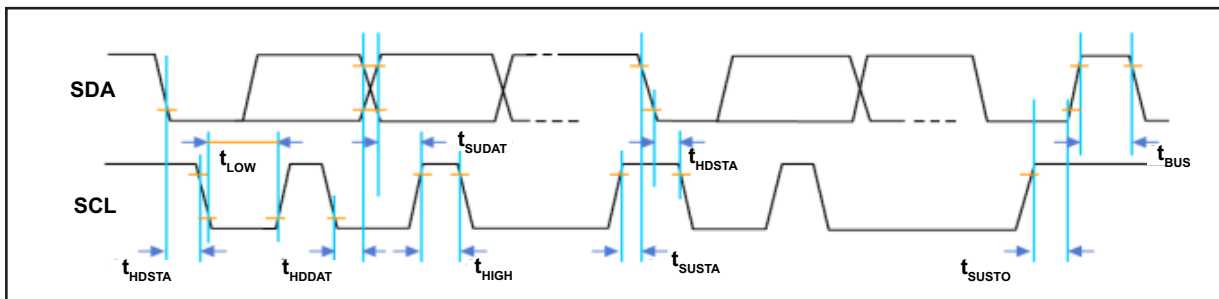 SDA
tSUDAT
tLOW
tHDSTA
tBUS
SCL
tHDSTA
tHDDAT
tHIGH
tSUSTA
tSUSTO